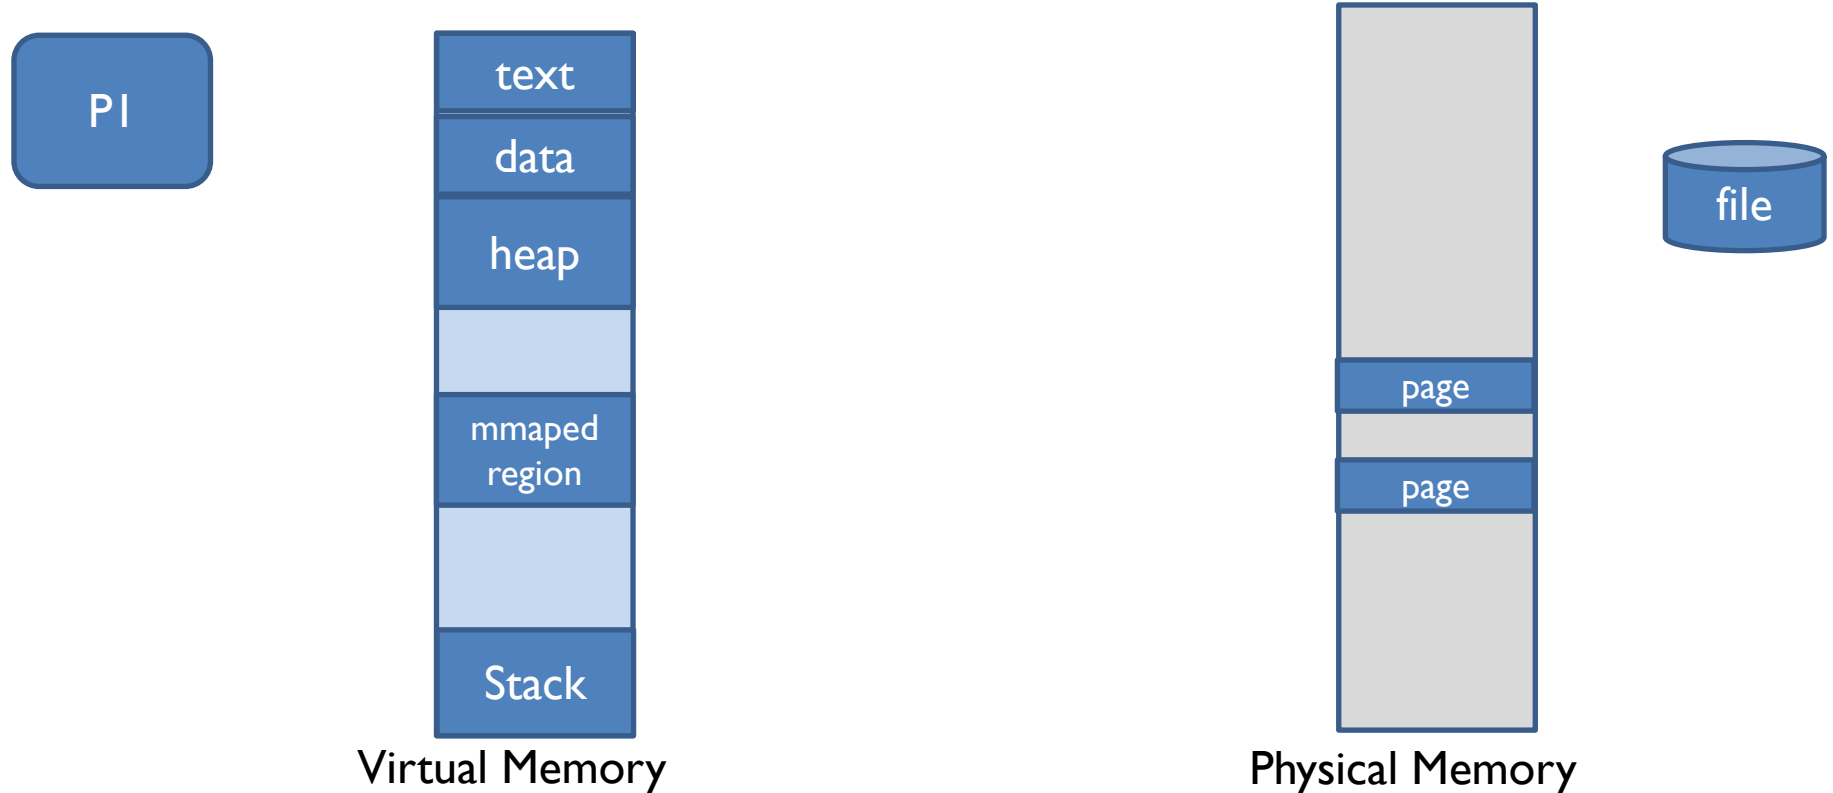 P1
text
data
heap
mmaped
region
Stack
Virtual Memory
page
page
Physical Memory
file